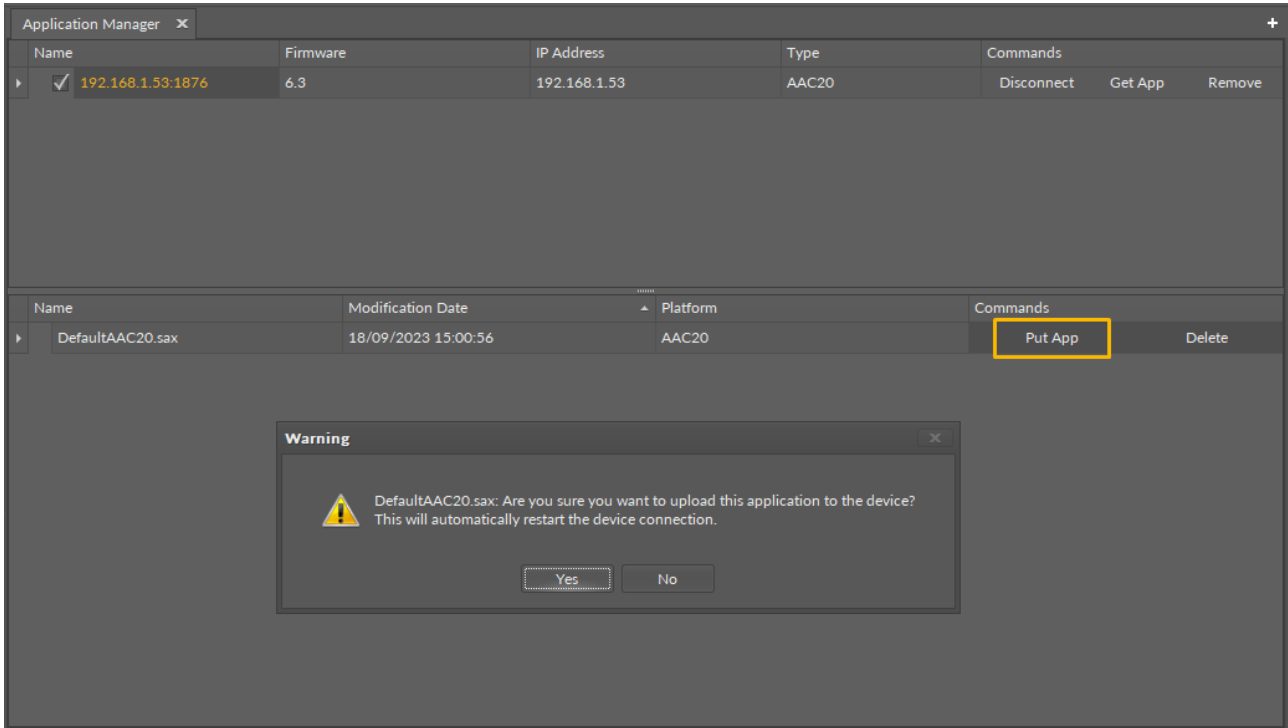 Application Manager x +
Name Firmware IP Address Type Commands
192.168.1.53:1876 6.3 192.168.1.53 AAC20 Disconnect Get App Remove
Name Modification Date Platform Commands
DefaultAAC20.sax 18/09/2023 15:00:56 AAC20 Put App Delete
Warning x
DefaultAAC20.sax: Are you sure you want to upload this application to the device?
This will automatically restart the device connection.
Yes No